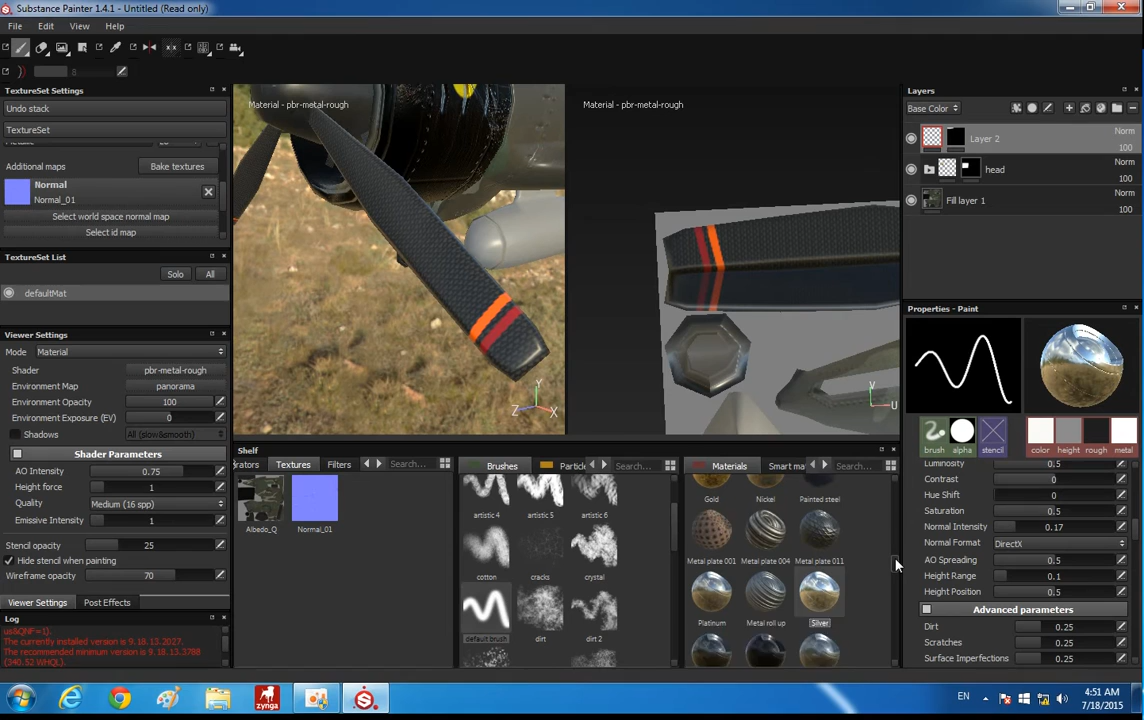 Substance Painter 1.4.1 - Untitled (Read only)
File Edit View Help
8
TextureSet Settings
Undo stack
TextureSet
Additional maps Bake textures
Normal
Normal_01
Select world space normal map
Select id map
TextureSet List
Solo All
defaultMat
Viewer Settings
Mode Material
Shader pbr-metal-rough
Environment Map panorama
Environment Opacity 100
Environment Exposure (EV) 0
Shadows All (slow&smooth)
Shader Parameters
AO Intensity 0.75
Height force 1
Quality Medium (16 spp)
Emissive Intensity 1
Stencil opacity 25
Hide stencil when painting
Wireframe opacity 70
Viewer Settings Post Effects
Log
us&QNF=1).
The currently installed version is 9.18.13.2027.
The recommended minimum version is 9.18.13.3788
(340.52 WHQL).
Material - pbr-metal-rough
Y
Z X
Material - pbr-metal-rough
V
U
Shelf
erators Textures Filters Search...
Albedo_Q Normal_01
Brushes Particle Search...
artistic 4 artistic 5 artistic 6
cotton cracks crystal
default brush dirt dirt 2
Materials Smart ma Search...
Gold Nickel Painted steel
Metal plate 001 Metal plate 004 Metal plate 011
Platinum Metal roll up Silver
Layers
Base Color
Layer 2 Norm
100
head Norm
100
Fill layer 1 Norm
100
Properties - Paint
brush alpha stencil color height rough metal
Luminosity 0.5
Contrast 0
Hue Shift 0
Saturation 0.5
Normal Intensity 0.17
Normal Format DirectX
AO Spreading 0.5
Height Range 0.1
Height Position 0.5
Advanced parameters
Dirt 0.25
Scratches 0.25
Surface Imperfections 0.25
zynga
EN 4:51 AM
7/18/2015